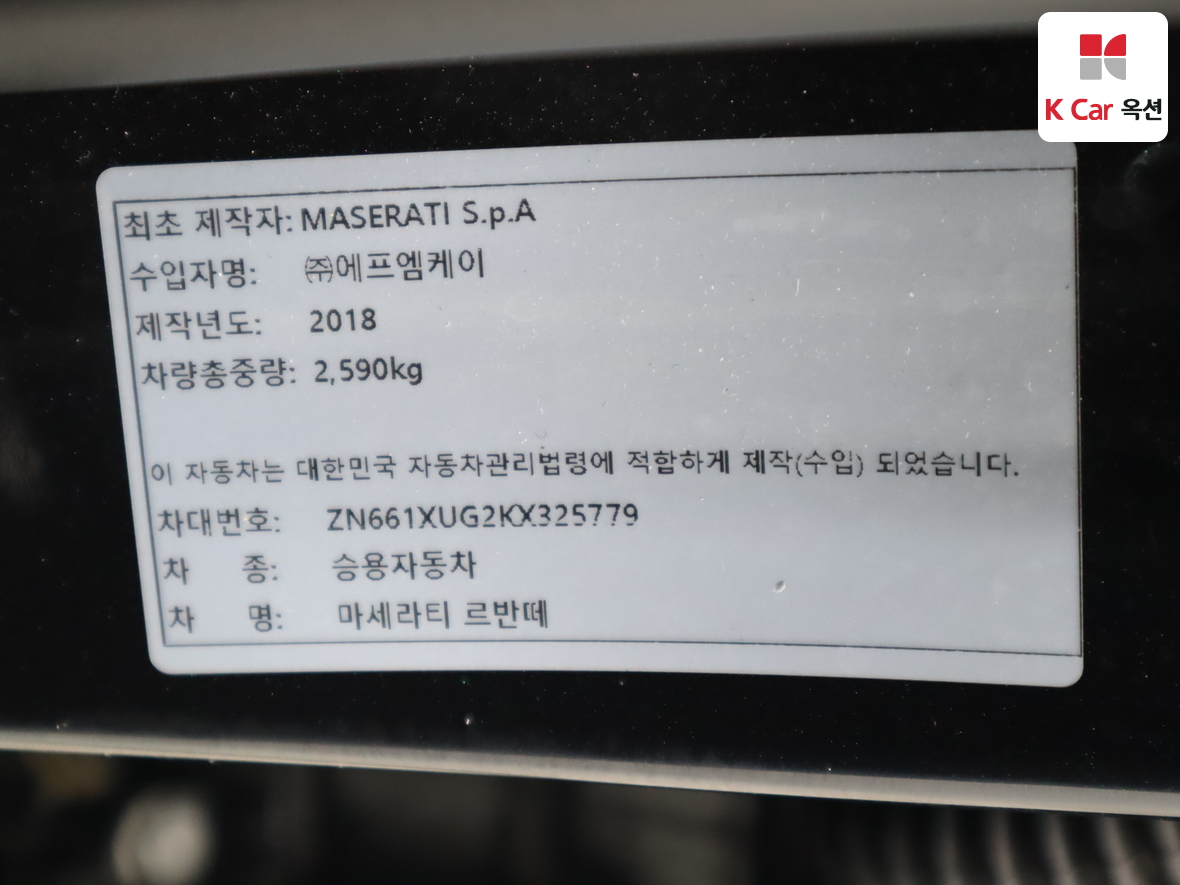 K Car 옥션
최초 제작자: MASERATI S.p.A
수입자명: ㈜에프엠케이
제작년도: 2018
차량총중량: 2,590kg
이 자동차는 대한민국 자동차관리법령에 적합하게 제작(수입) 되었습니다.
차대번호: ZN661XUG2KX325779
차 종: 승용자동차
차 명: 마세라티 르반떼